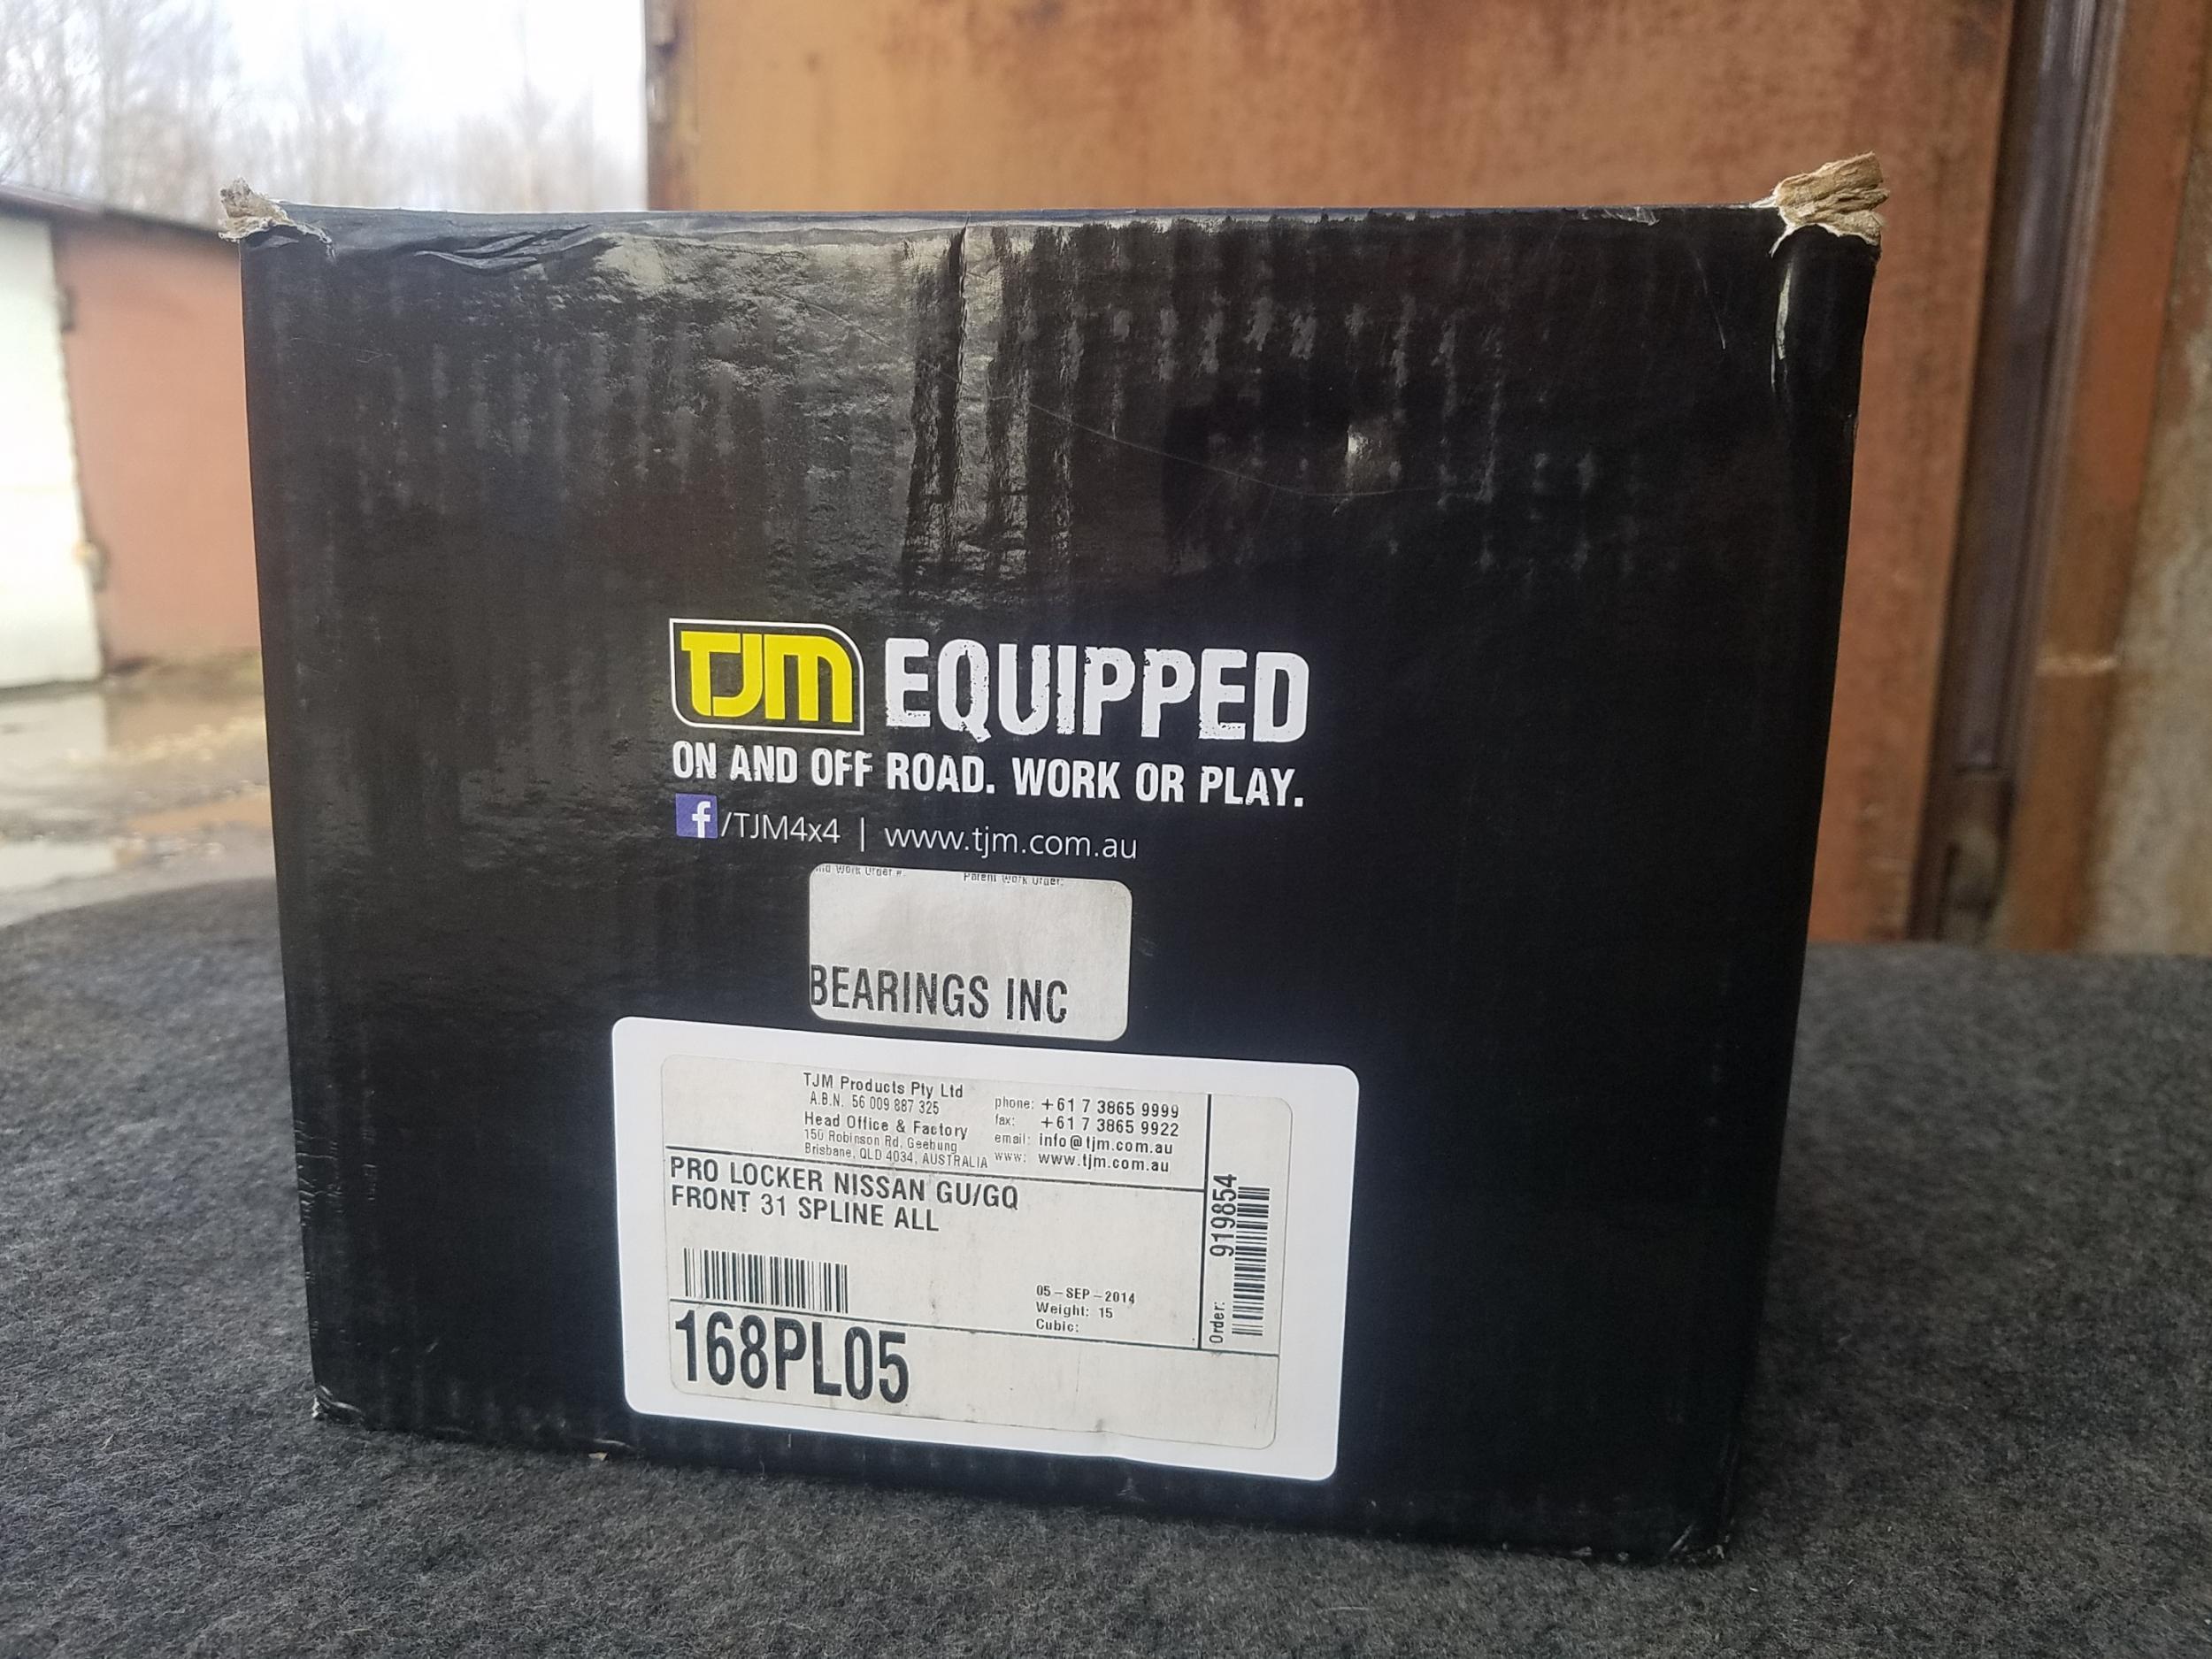 TJM EQUIPPED
ON AND OFF ROAD. WORK OR PLAY.
f/TJM4x4 | www.tjm.com.au
Work Order # Parent Work Order:
BEARINGS INC
TJM Products Pty Ltd
A.B.N. 56 009 887 325
Head Office & Factory
150 Robinson Rd, Geebung
Brisbane, QLD 4034, AUSTRALIA
phone: +61 7 3865 9999
fax: +61 7 3865 9922
email: info@tjm.com.au
www: www.tjm.com.au
PRO LOCKER NISSAN GU/GQ
FRONT 31 SPLINE ALL
05-SEP-2014
Weight: 15
Cubic:
168PL05
Order: 919854